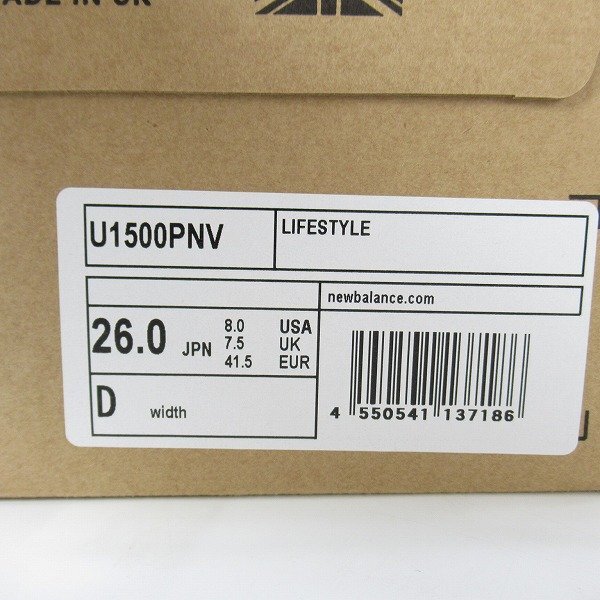 MADE IN UK
U1500PNV
LIFESTYLE
newbalance.com
26.0 JPN 8.0 USA
7.5 UK
41.5 EUR
D width
4 550541 137186